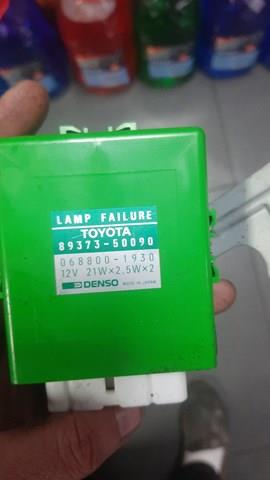 LAMP FAILURE
TOYOTA
89373-50090
068800-1930
12V 21W×2.5W×2
DENSO MADE IN JAPAN